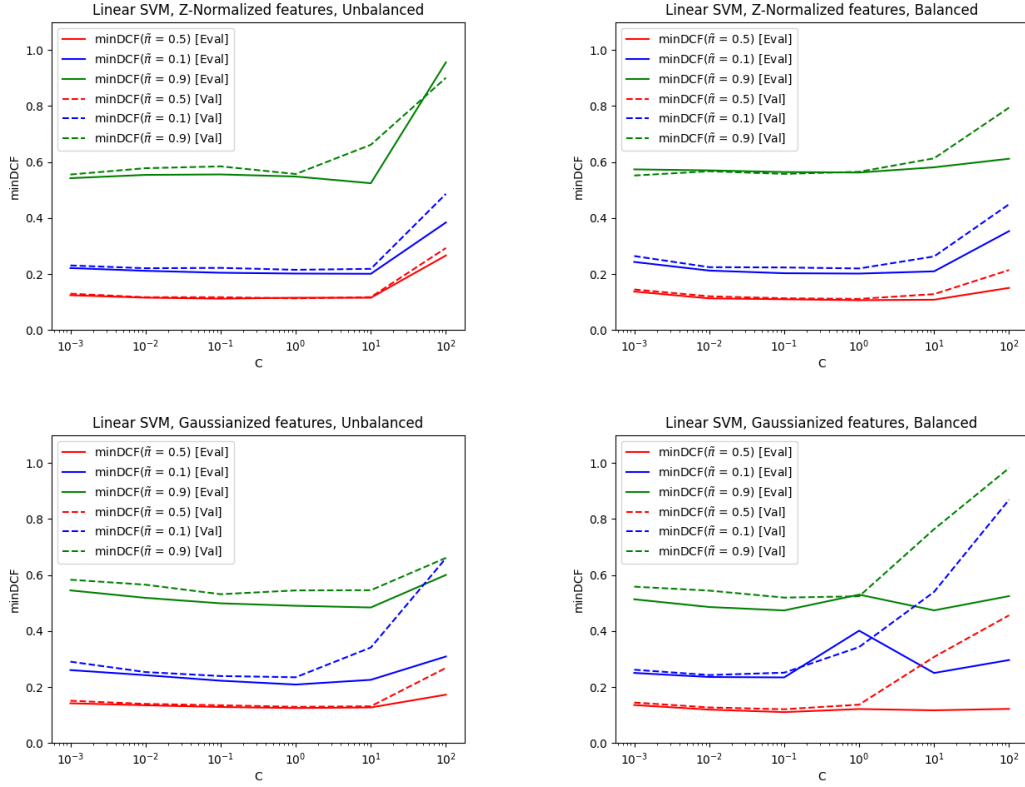 Linear SVM, Z-Normalized features, Unbalanced
minDCF(π̃ = 0.5) [Eval]
minDCF(π̃ = 0.1) [Eval]
minDCF(π̃ = 0.9) [Eval]
minDCF(π̃ = 0.5) [Val]
minDCF(π̃ = 0.1) [Val]
minDCF(π̃ = 0.9) [Val]
1.0
0.8
0.6
0.4
0.2
0.0
minDCF
10⁻³ 10⁻² 10⁻¹ 10⁰ 10¹ 10²
C
Linear SVM, Z-Normalized features, Balanced
minDCF(π̃ = 0.5) [Eval]
minDCF(π̃ = 0.1) [Eval]
minDCF(π̃ = 0.9) [Eval]
minDCF(π̃ = 0.5) [Val]
minDCF(π̃ = 0.1) [Val]
minDCF(π̃ = 0.9) [Val]
1.0
0.8
0.6
0.4
0.2
0.0
minDCF
10⁻³ 10⁻² 10⁻¹ 10⁰ 10¹ 10²
C
Linear SVM, Gaussianized features, Unbalanced
minDCF(π̃ = 0.5) [Eval]
minDCF(π̃ = 0.1) [Eval]
minDCF(π̃ = 0.9) [Eval]
minDCF(π̃ = 0.5) [Val]
minDCF(π̃ = 0.1) [Val]
minDCF(π̃ = 0.9) [Val]
1.0
0.8
0.6
0.4
0.2
0.0
minDCF
10⁻³ 10⁻² 10⁻¹ 10⁰ 10¹ 10²
C
Linear SVM, Gaussianized features, Balanced
minDCF(π̃ = 0.5) [Eval]
minDCF(π̃ = 0.1) [Eval]
minDCF(π̃ = 0.9) [Eval]
minDCF(π̃ = 0.5) [Val]
minDCF(π̃ = 0.1) [Val]
minDCF(π̃ = 0.9) [Val]
1.0
0.8
0.6
0.4
0.2
0.0
minDCF
10⁻³ 10⁻² 10⁻¹ 10⁰ 10¹ 10²
C